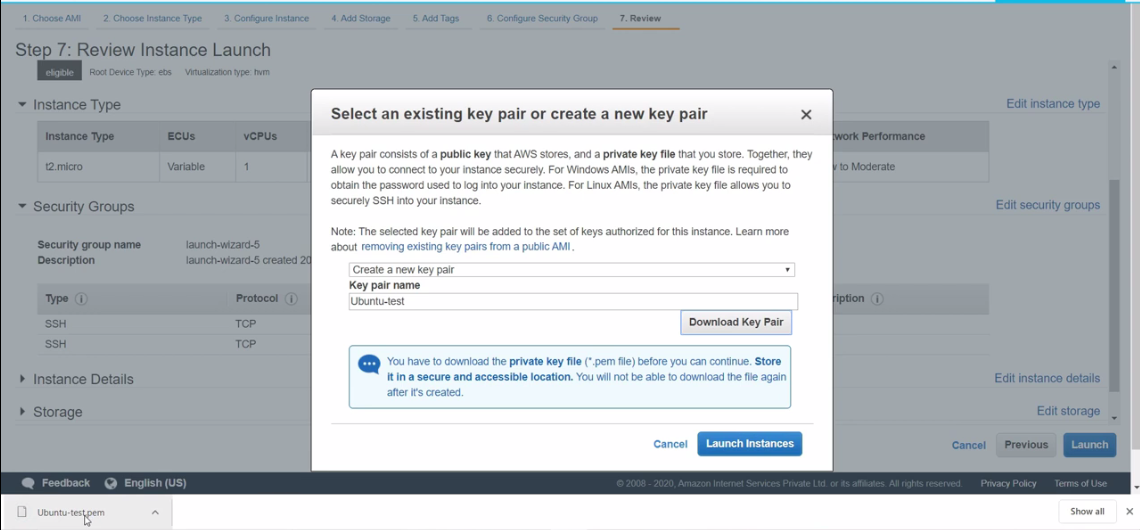 1. Choose AMI 2. Choose Instance Type 3. Configure Instance 4. Add Storage 5. Add Tags 6. Configure Security Group 7. Review
Step 7: Review Instance Launch
eligible Root Device Type: ebs Virtualization type: hvm
Instance Type Edit instance type
Instance Type ECUs vCPUs work Performance
t2.micro Variable 1 to Moderate
Security Groups Edit security groups
Security group name launch-wizard-5
Description launch-wizard-5 created 20
Type Protocol ription
SSH TCP
SSH TCP
Instance Details Edit instance details
Storage Edit storage
Cancel Previous Launch
Select an existing key pair or create a new key pair
A key pair consists of a public key that AWS stores, and a private key file that you store. Together, they
allow you to connect to your instance securely. For Windows AMIs, the private key file is required to
obtain the password used to log into your instance. For Linux AMIs, the private key file allows you to
securely SSH into your instance.
Note: The selected key pair will be added to the set of keys authorized for this instance. Learn more
about removing existing key pairs from a public AMI.
Create a new key pair
Key pair name
Ubuntu-test
Download Key Pair
You have to download the private key file (*.pem file) before you can continue. Store
it in a secure and accessible location. You will not be able to download the file again
after it's created.
Cancel Launch Instances
Feedback English (US) © 2008 - 2020, Amazon Internet Services Private Ltd. or its affiliates. All rights reserved. Privacy Policy Terms of Use
Ubuntu-test.pem Show all